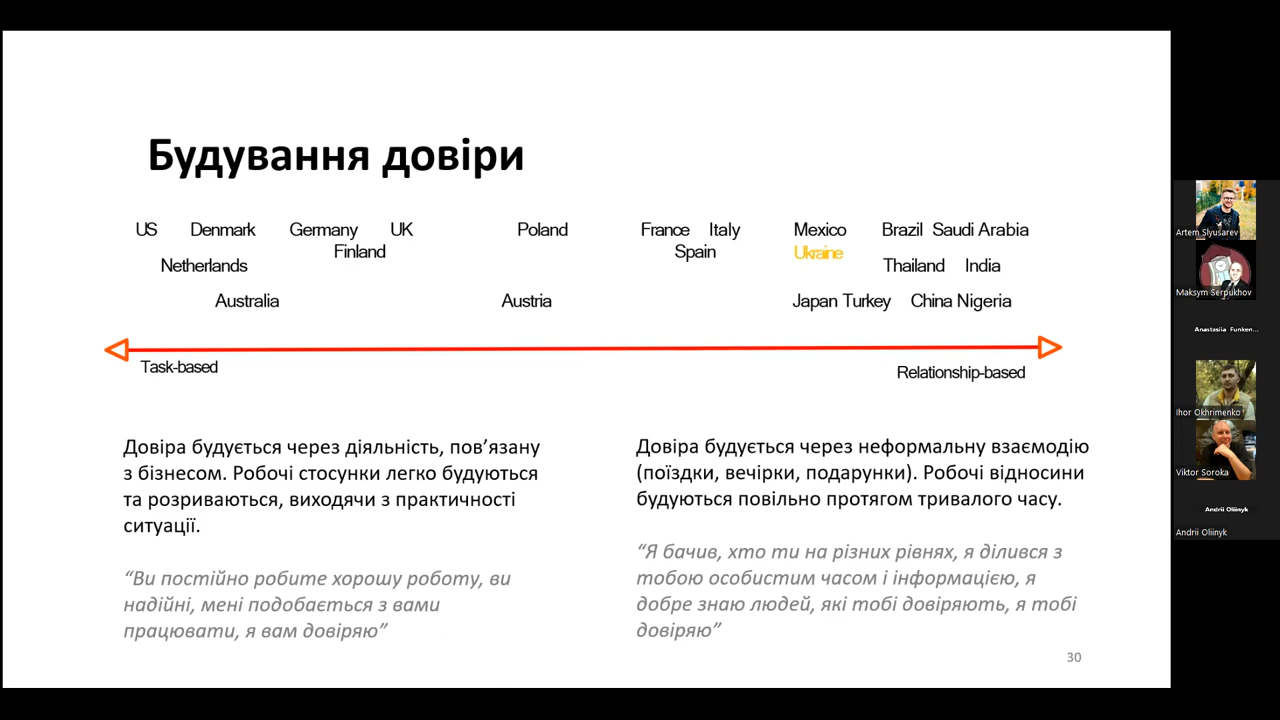 Будування довіри
US Denmark Germany UK Poland France Italy Mexico Brazil Saudi Arabia
Finland Spain Ukraine
Netherlands Thailand India
Australia Austria Japan Turkey China Nigeria
Task-based
Relationship-based
Довіра будується через діяльність, пов’язану
з бізнесом. Робочі стосунки легко будуються
та розриваються, виходячи з практичності
ситуації.
“Ви постійно робите хорошу роботу, ви
надійні, мені подобається з вами
працювати, я вам довіряю”
Довіра будується через неформальну взаємодію
(поїздки, вечірки, подарунки). Робочі відносини
будуються повільно протягом тривалого часу.
“Я бачив, хто ти на різних рівнях, я ділився з
тобою особистим часом і інформацією, я
добре знаю людей, які тобі довіряють, я тобі
довіряю”
30
Artem Slyusarev
Maksym Serpukhov
Anastasiia Funken...
Ihor Okhrimenko
Viktor Soroka
Andrii Oliinyk
Andrii Oliinyk